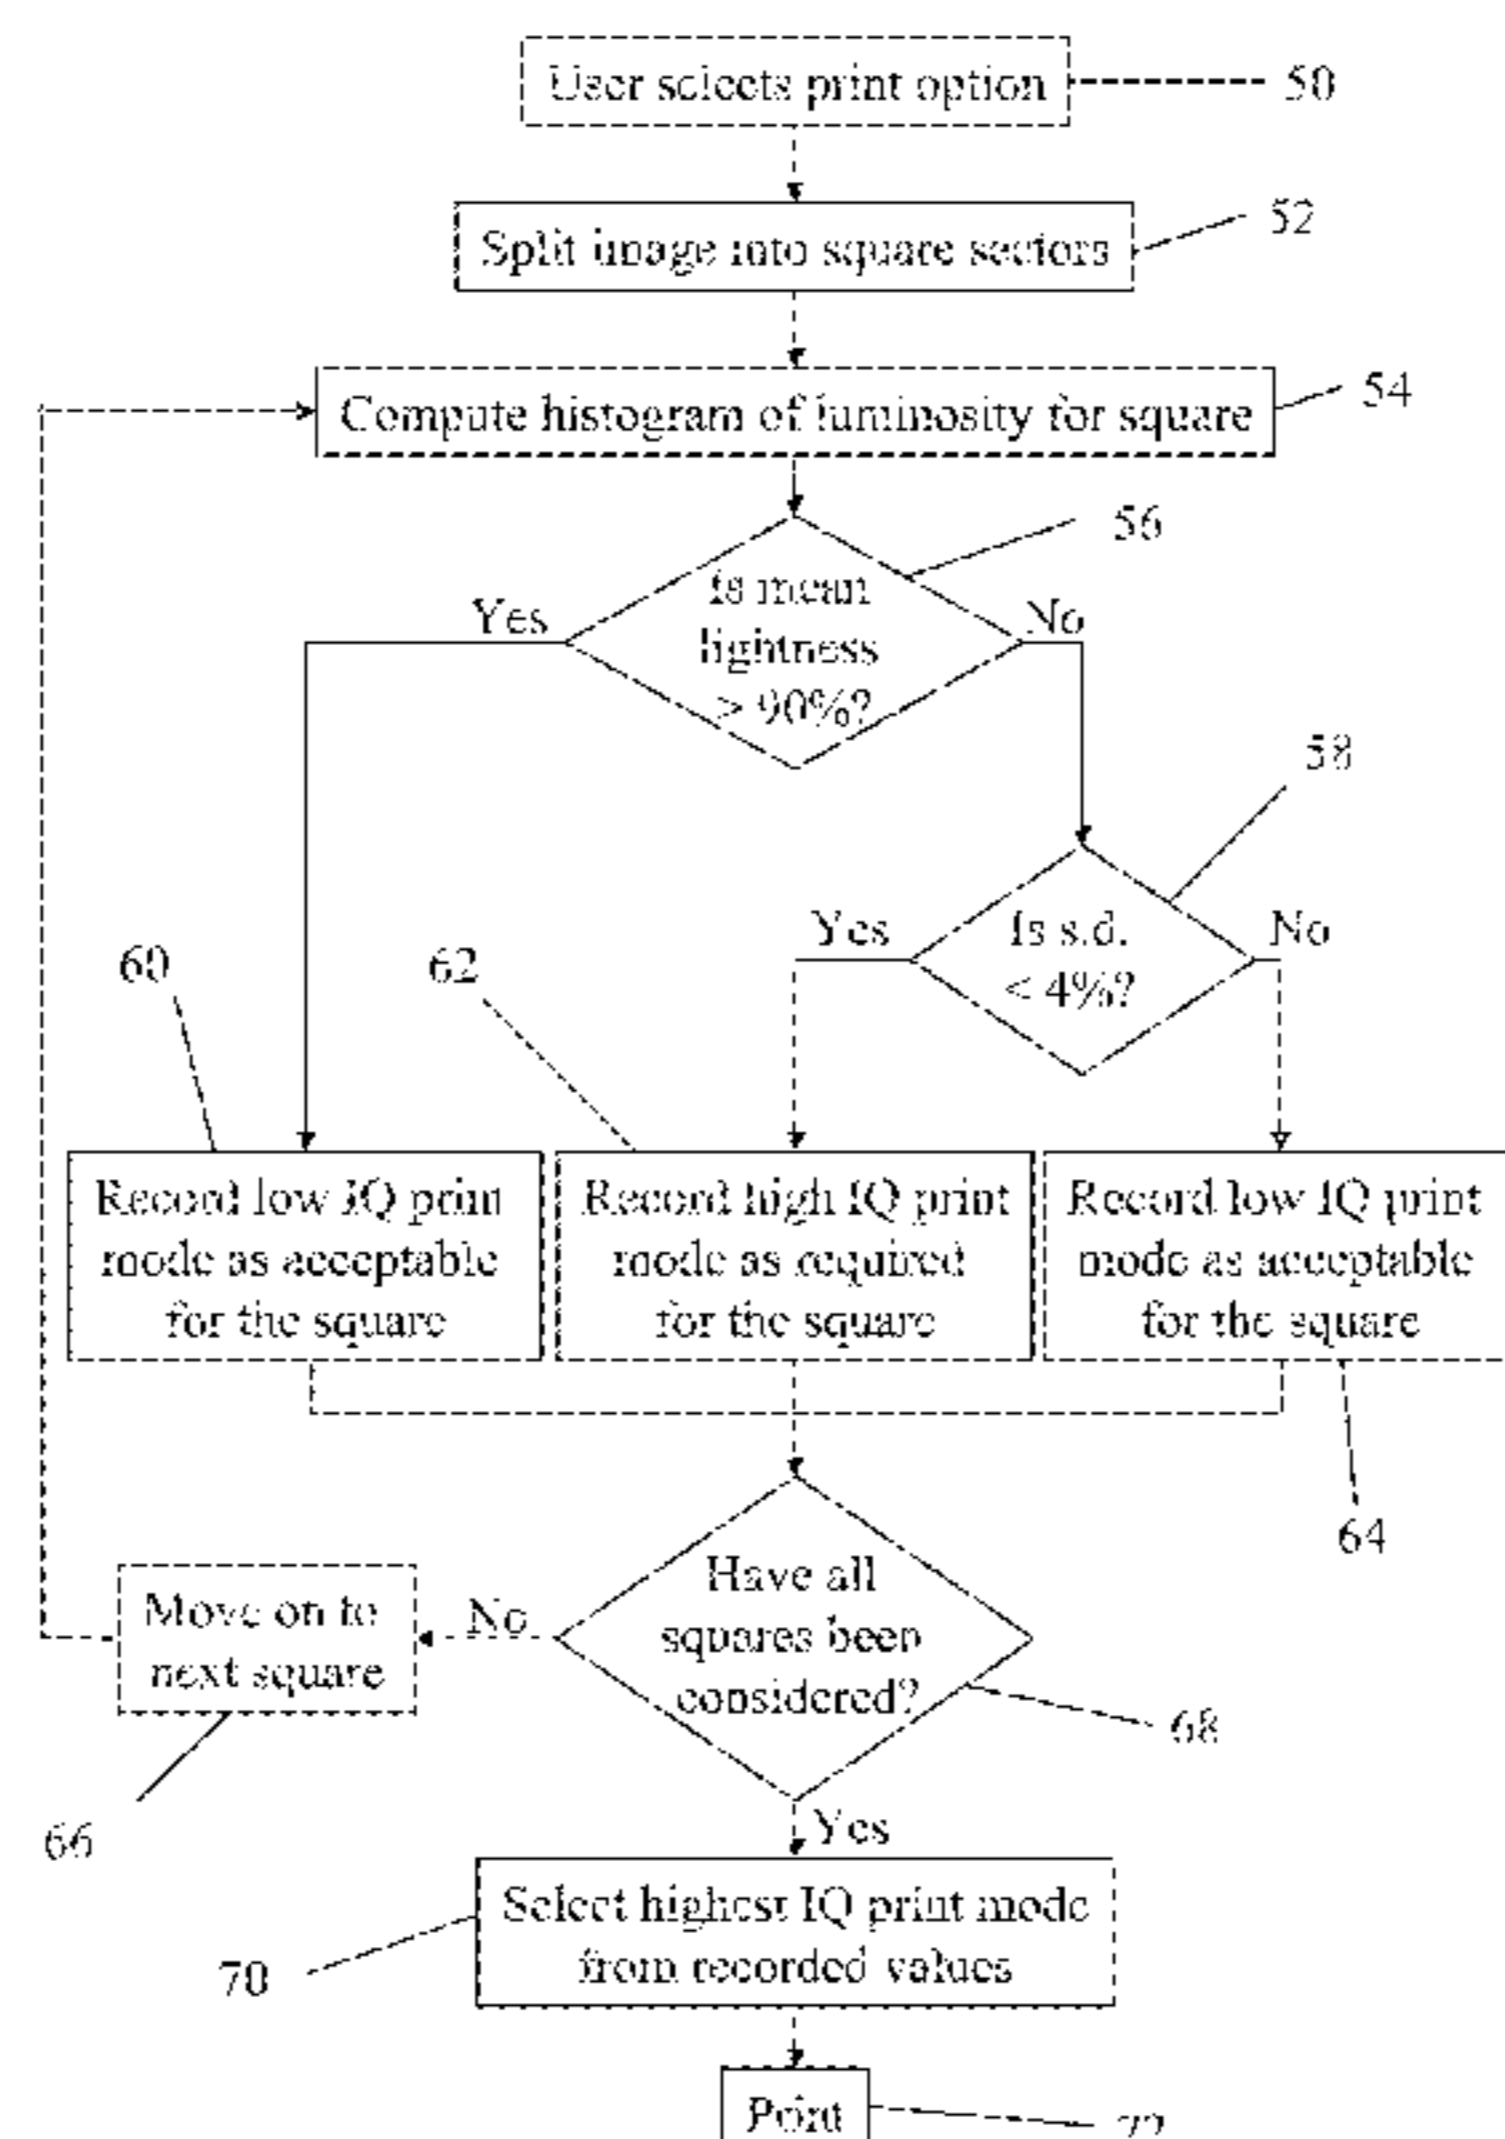 User selects print option
50
Split image into square sectors
52
Compute histogram of luminosity for square
54
Is mean
lightness
> 90%?
56
Yes
No
58
Is s.d.
< 4%?
Yes
No
60
62
Record low IQ print
mode as acceptable
for the square
Record high IQ print
mode as required
for the square
Record low IQ print
mode as acceptable
for the square
64
Have all
squares been
considered?
68
No
Move on to
next square
66
Yes
Select highest IQ print mode
from recorded values
70
Print